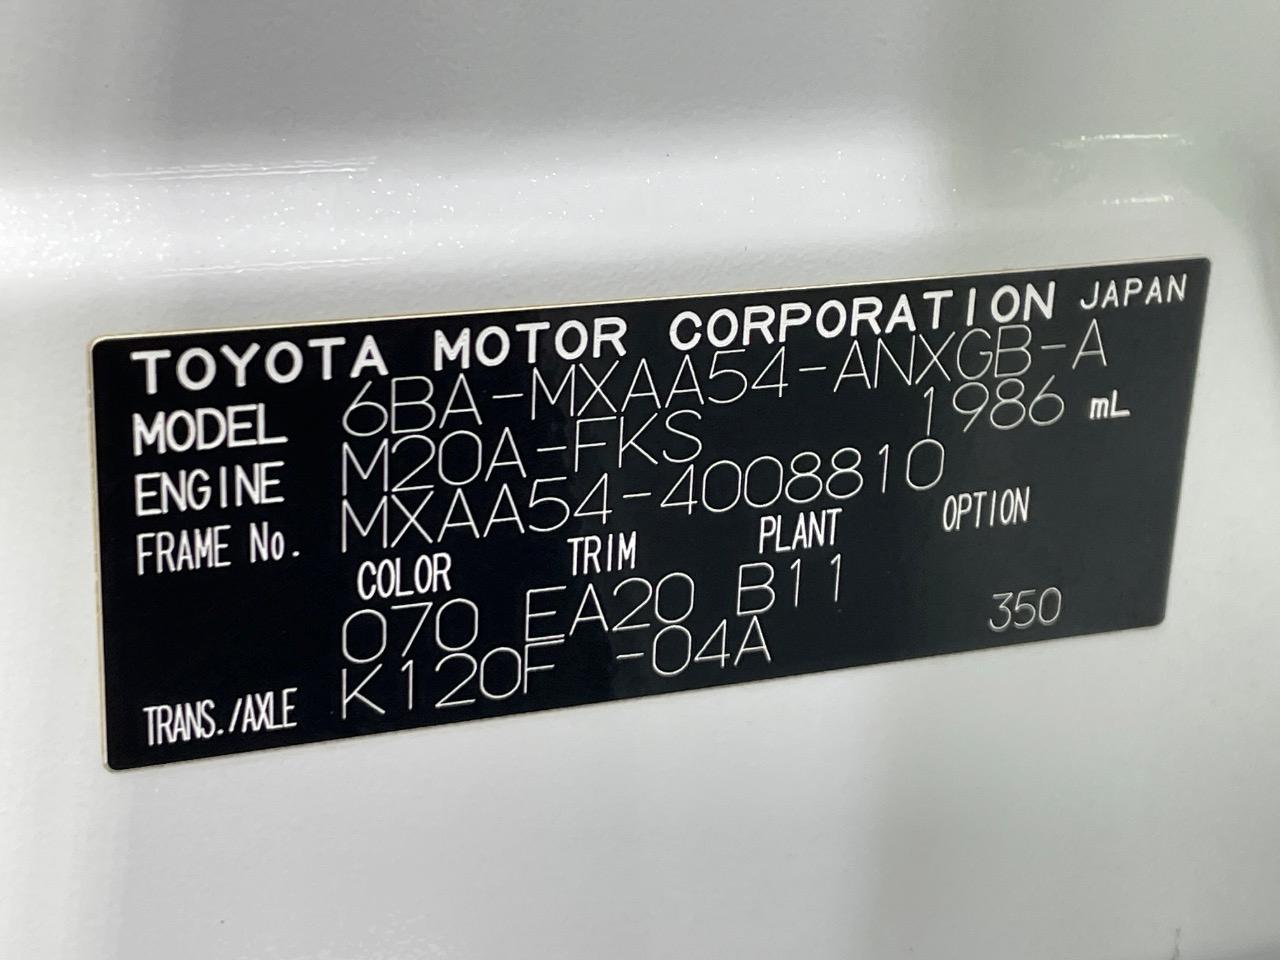 TOYOTA MOTOR CORPORATION JAPAN
MODEL 6BA-MXAA54-ANXGB-A
ENGINE M20A-FKS 1986 mL
FRAME No. MXAA54-4008810
COLOR TRIM PLANT OPTION
070 EA20 B11
TRANS./AXLE K120F -04A 350